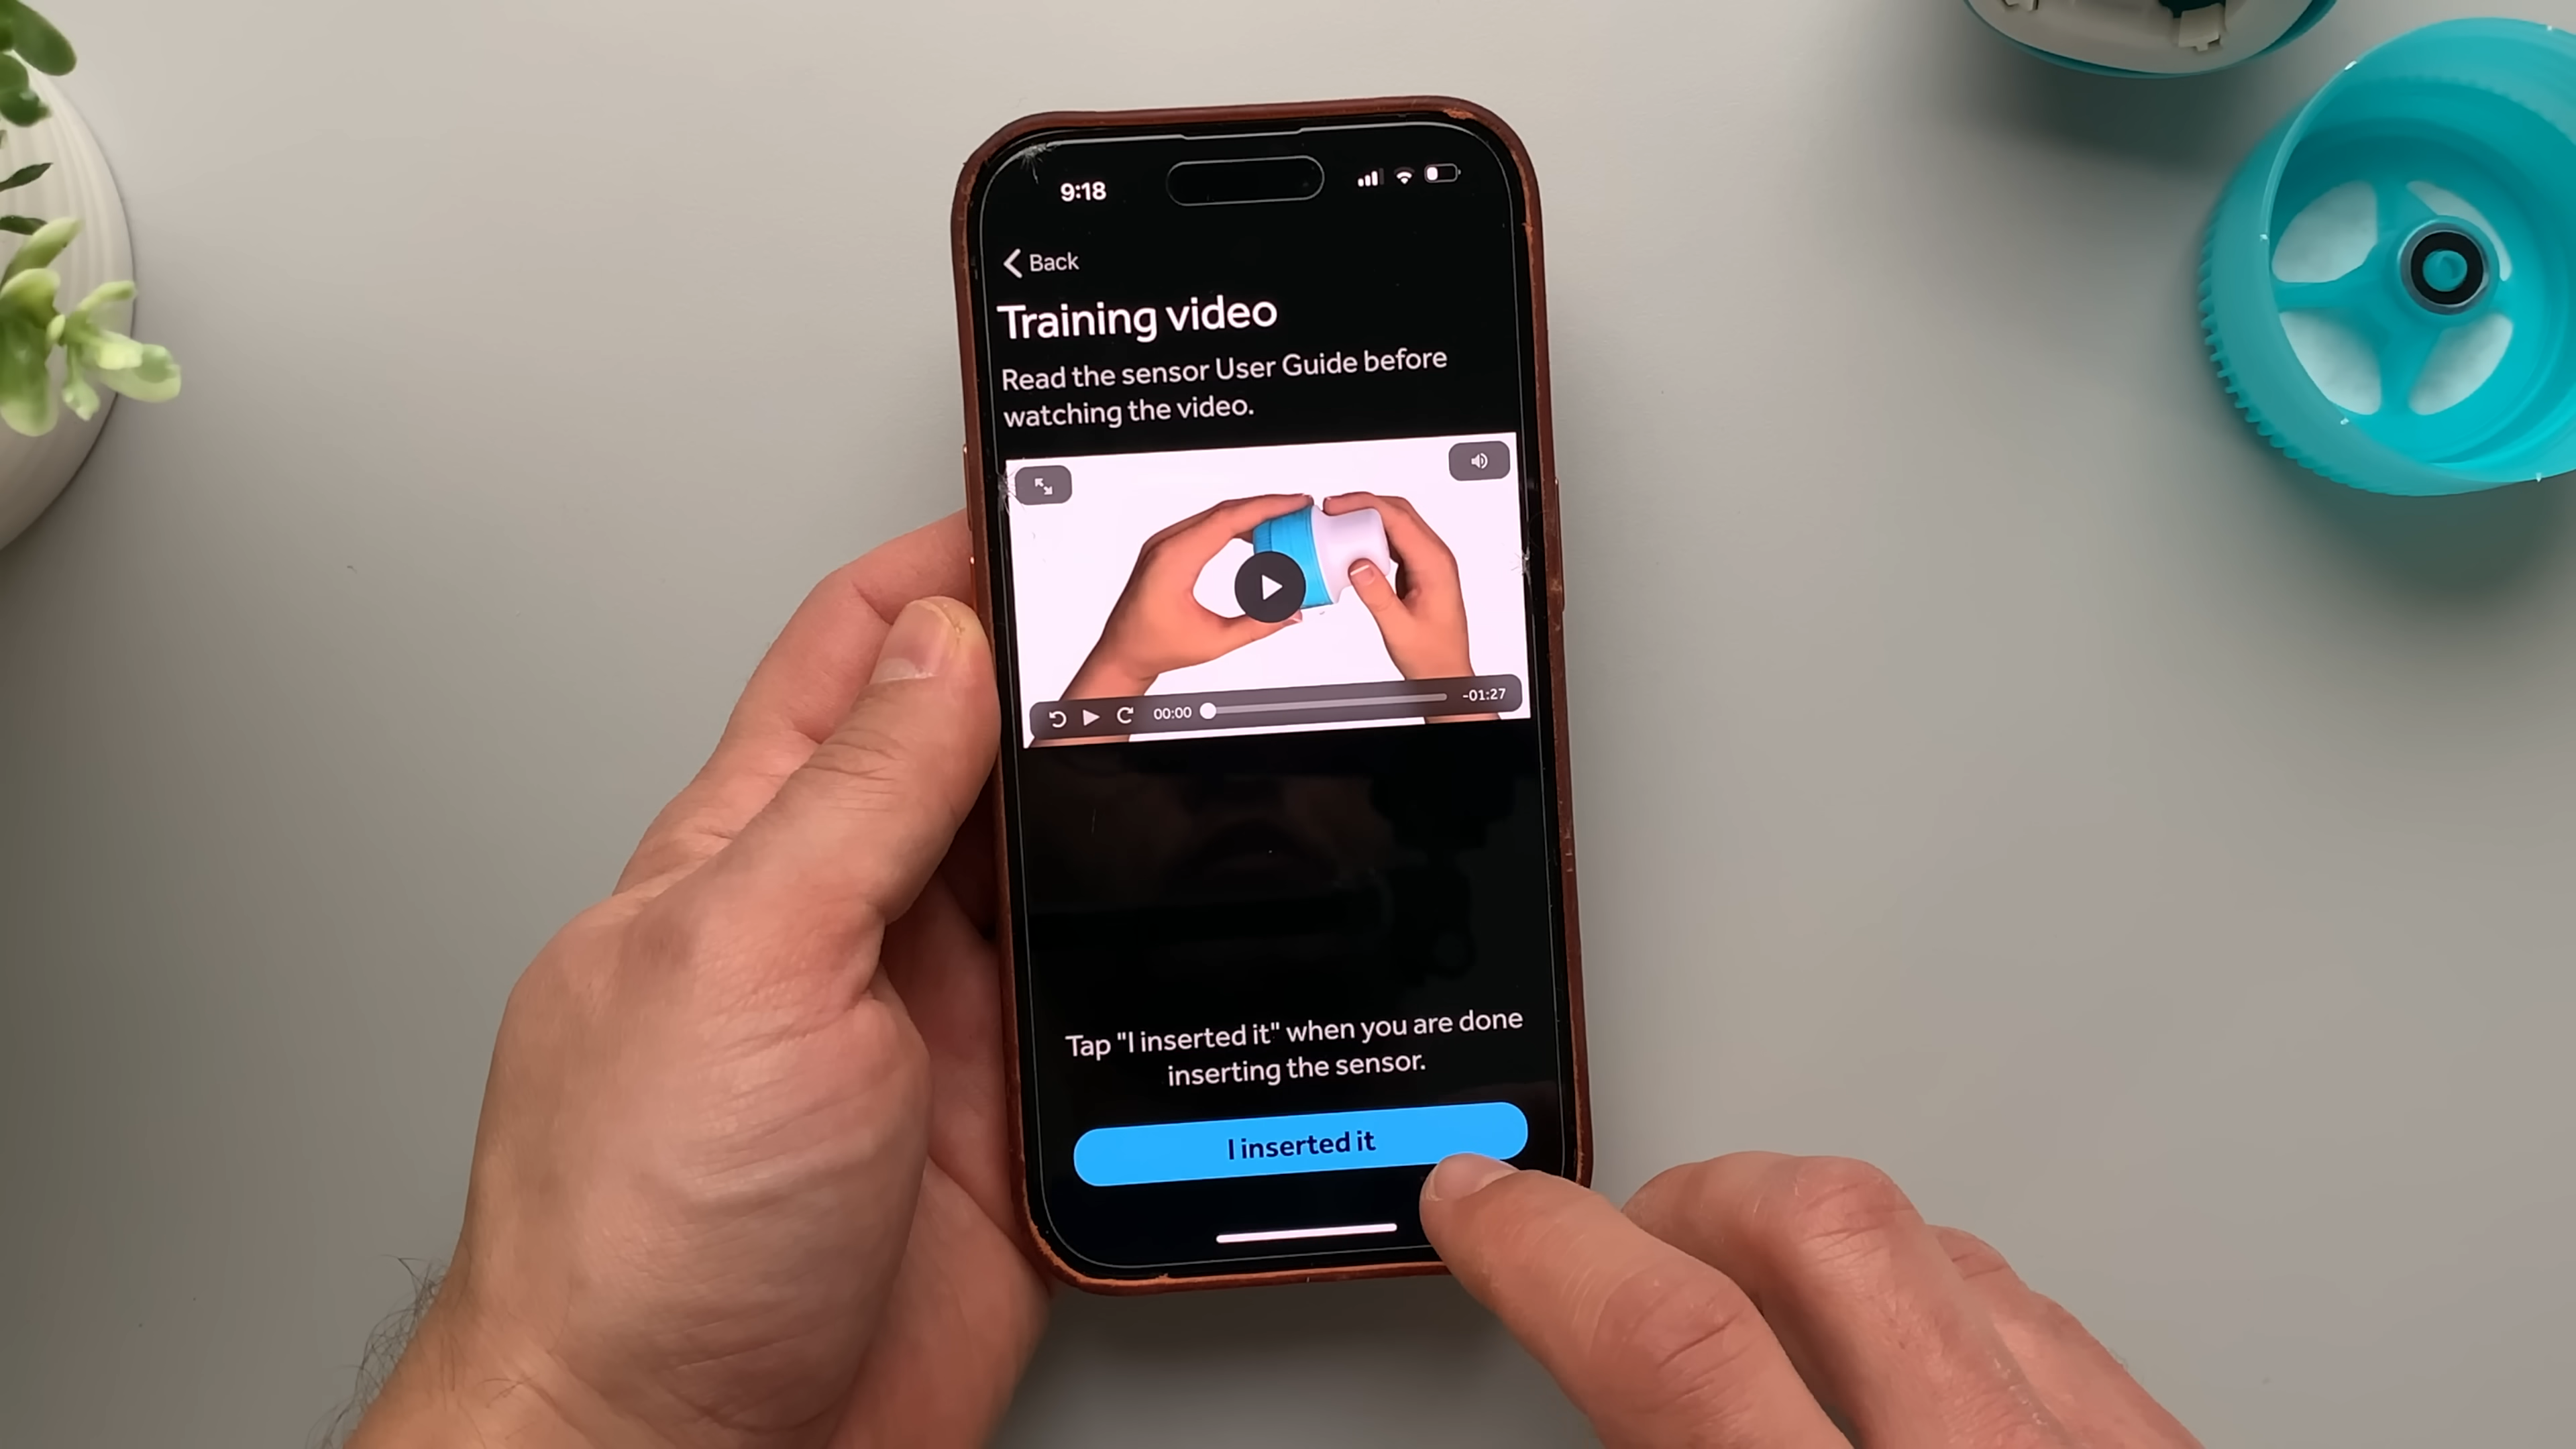 9:18
Back
Training video
Read the sensor User Guide before
watching the video.
00:00
-01:27
Tap "I inserted it" when you are done
inserting the sensor.
I inserted it